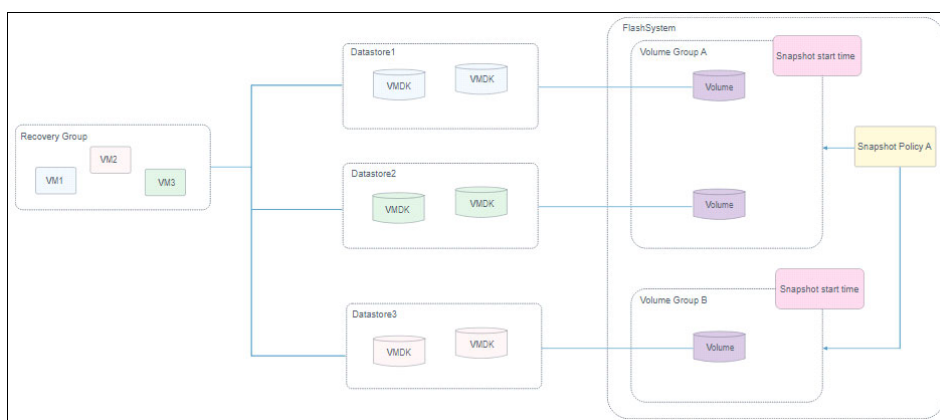 FlashSystem
Datastore1
VMDK
VMDK
Volume Group A
Snapshot start time
Volume
Recovery Group
VM1
VM2
VM3
Snapshot Policy A
Datastore2
VMDK
VMDK
Volume
Datastore3
VMDK
VMDK
Volume Group B
Snapshot start time
Volume